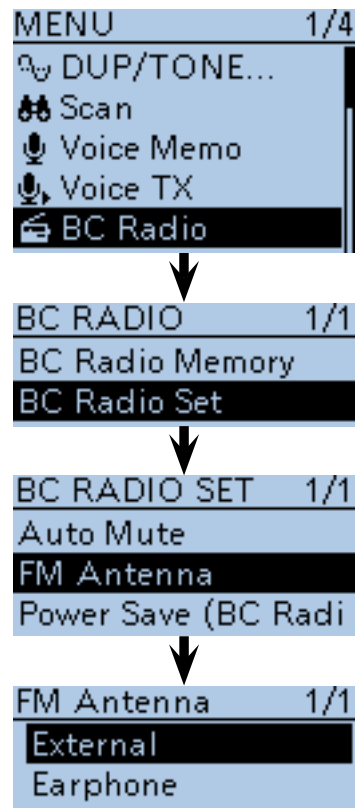 MENU 1/4
DUP/TONE...
Scan
Voice Memo
Voice TX
BC Radio
BC RADIO 1/1
BC Radio Memory
BC Radio Set
BC RADIO SET 1/1
Auto Mute
FM Antenna
Power Save (BC Radi
FM Antenna 1/1
External
Earphone